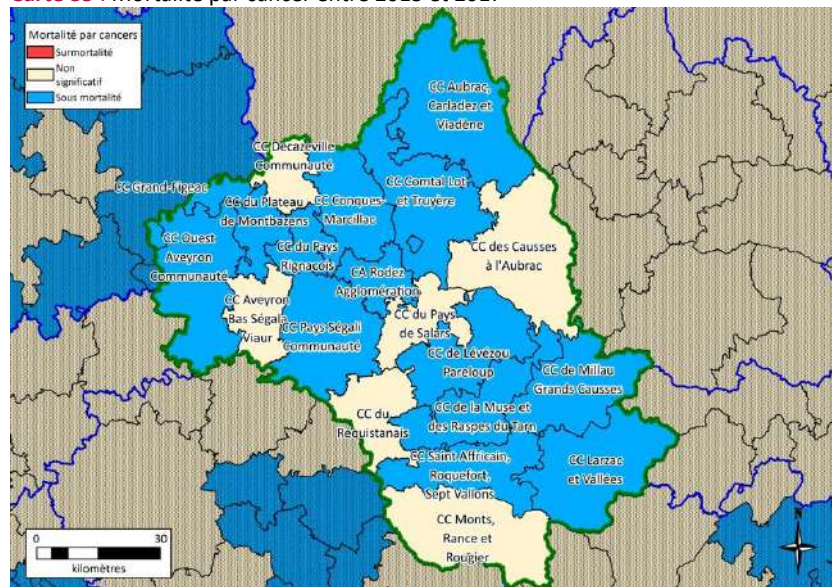 Carte 35 : Mortalité par cancer entre 2013 et 2017
Mortalité par cancers
Surmortalité
Non
significatif
Sous mortalité
CC Aubrac,
Carladez et
Viadène
CC Decazeville
Communauté
CC Grand-Figeac
CC du Plateau
de Montbazens
CC Conques-
Marcillac
CC Comtal Lot
et Truyère
CC Ouest
Aveyron
Communauté
CC du Pays
Rignacois
CC des Causses
à l'Aubrac
CA Rodez
Agglomération
CC Aveyron
Bas Ségala
Viaur
CC Pays Ségali
Communauté
CC du Pays
de Salars
CC de Lévézou
Pareloup
CC de Millau
Grands Causses
CC du
Réquistanais
CC de la Muse et
des Raspes du Tarn
CC Saint Affricain,
Roquefort,
Sept Vallons
CC Larzac
et Vallées
CC Monts,
Rance et
Rougier
0 30
kilomètres
N